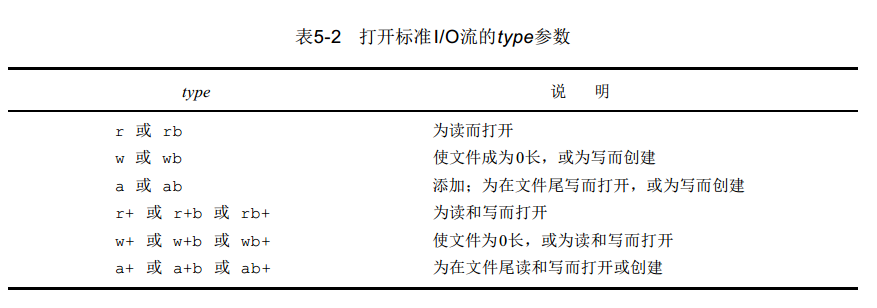 表5-2 打开标准I/O流的type参数
type 说 明
r 或 rb 为读而打开
w 或 wb 使文件成为0长，或为写而创建
a 或 ab 添加；为在文件尾写而打开，或为写而创建
r+ 或 r+b 或 rb+ 为读和写而打开
w+ 或 w+b 或 wb+ 使文件为0长，或为读和写而打开
a+ 或 a+b 或 ab+ 为在文件尾读和写而打开或创建